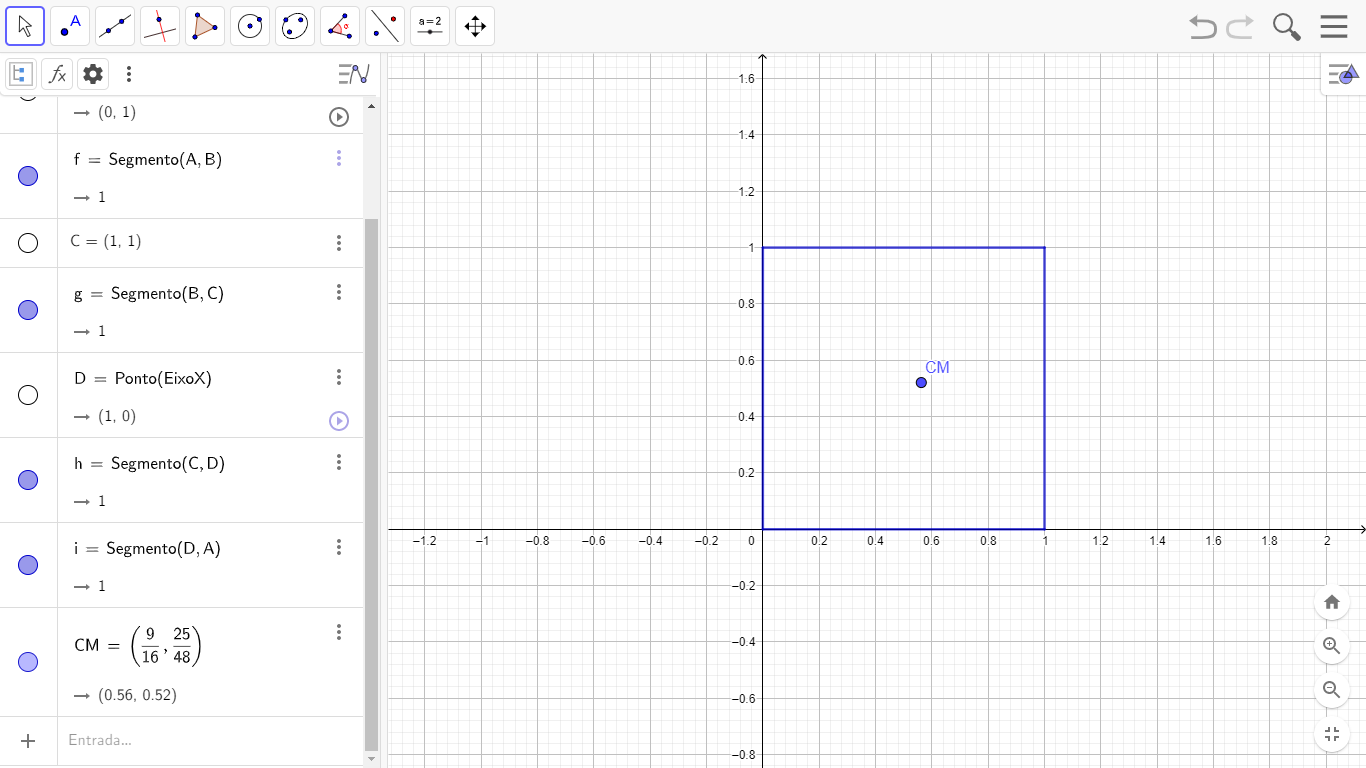 A
α
a=2
fx
→ (0, 1)
f = Segmento(A, B)
→ 1
C = (1, 1)
g = Segmento(B, C)
→ 1
D = Ponto(EixoX)
→ (1, 0)
h = Segmento(C, D)
→ 1
i = Segmento(D, A)
→ 1
CM = (9/16, 25/48)
→ (0.56, 0.52)
+ Entrada...
1.6
1.4
1.2
1
0.8
0.6
CM
0.4
0.2
−1.2 −1 −0.8 −0.6 −0.4 −0.2 0 0.2 0.4 0.6 0.8 1 1.2 1.4 1.6 1.8 2
−0.2
−0.4
−0.6
−0.8